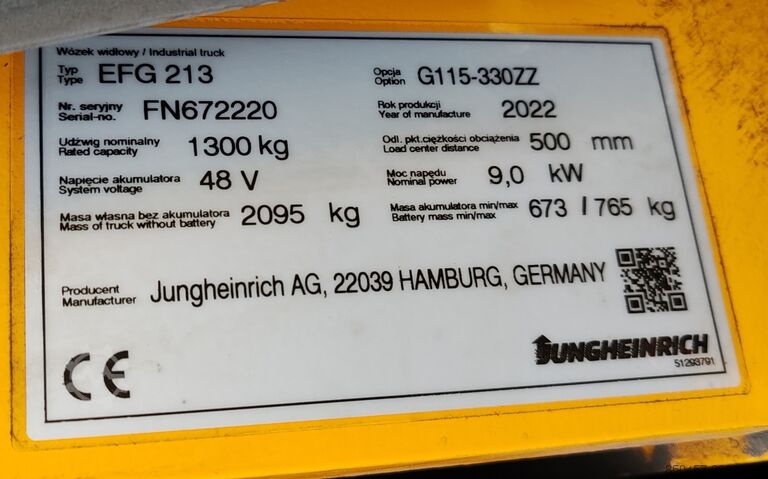 Wózek widłowy / Industrial truck
Typ
Type EFG 213
Opcja
Option G115-330ZZ
Nr. seryjny
Serial-no. FN672220
Rok produkcji
Year of manufacture 2022
Udźwig nominalny
Rated capacity 1300 kg
Odl. pkt.ciężkości obciążenia
Load center distance 500 mm
Napięcie akumulatora
System voltage 48 V
Moc napędu
Nominal power 9,0 kW
Masa własna bez akumulatora
Mass of truck without battery 2095 kg
Masa akumulatora min/max
Battery mass min/max 673 / 765 kg
Producent
Manufacturer Jungheinrich AG, 22039 HAMBURG, GERMANY
CE
JUNGHEINRICH
51293791